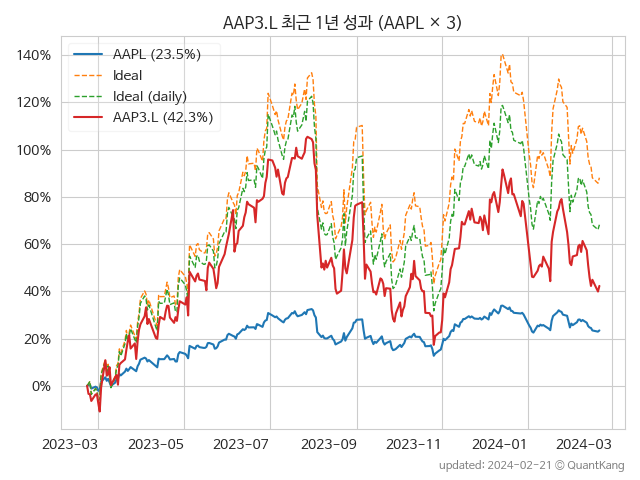 AAP3.L 최근 1년 성과 (AAPL × 3)
AAPL (23.5%)
Ideal
Ideal (daily)
AAP3.L (42.3%)
140%
120%
100%
80%
60%
40%
20%
0%
2023-03 2023-05 2023-07 2023-09 2023-11 2024-01 2024-03
updated: 2024-02-21 © QuantKang